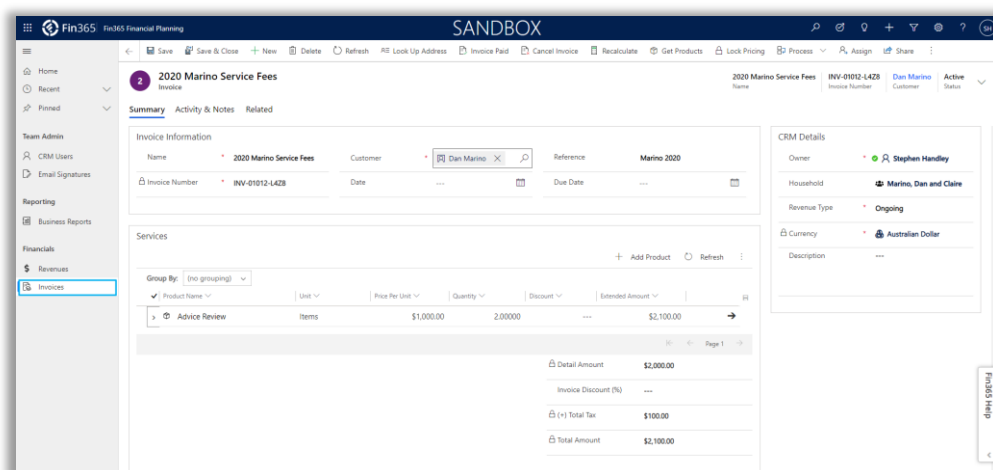 Fin365 Fin365 Financial Planning SANDBOX ? SH
Save Save & Close + New Delete Refresh Look Up Address Invoice Paid Cancel Invoice Recalculate Get Products Lock Pricing Process Assign Share
Home
Recent
Pinned
Team Admin
CRM Users
Email Signatures
Reporting
Business Reports
Financials
$ Revenues
Invoices
2 2020 Marino Service Fees
Invoice
2020 Marino Service Fees INV-01012-L4Z8 Dan Marino Active
Name Invoice Number Customer Status
Summary Activity & Notes Related
Invoice Information
Name * 2020 Marino Service Fees Customer * Dan Marino Reference Marino 2020
Invoice Number * INV-01012-L4Z8 Date --- Due Date ---
CRM Details
Owner * Stephen Handley
Household Marino, Dan and Claire
Revenue Type * Ongoing
Currency * Australian Dollar
Description ---
Services
+ Add Product Refresh
Group By: (no grouping)
Product Name Unit Price Per Unit Quantity Discount Extended Amount
Advice Review Items $1,000.00 2.00000 --- $2,100.00
Page 1
Detail Amount $2,000.00
Invoice Discount (%) ---
(+) Total Tax $100.00
Total Amount $2,100.00
Fin365 Help